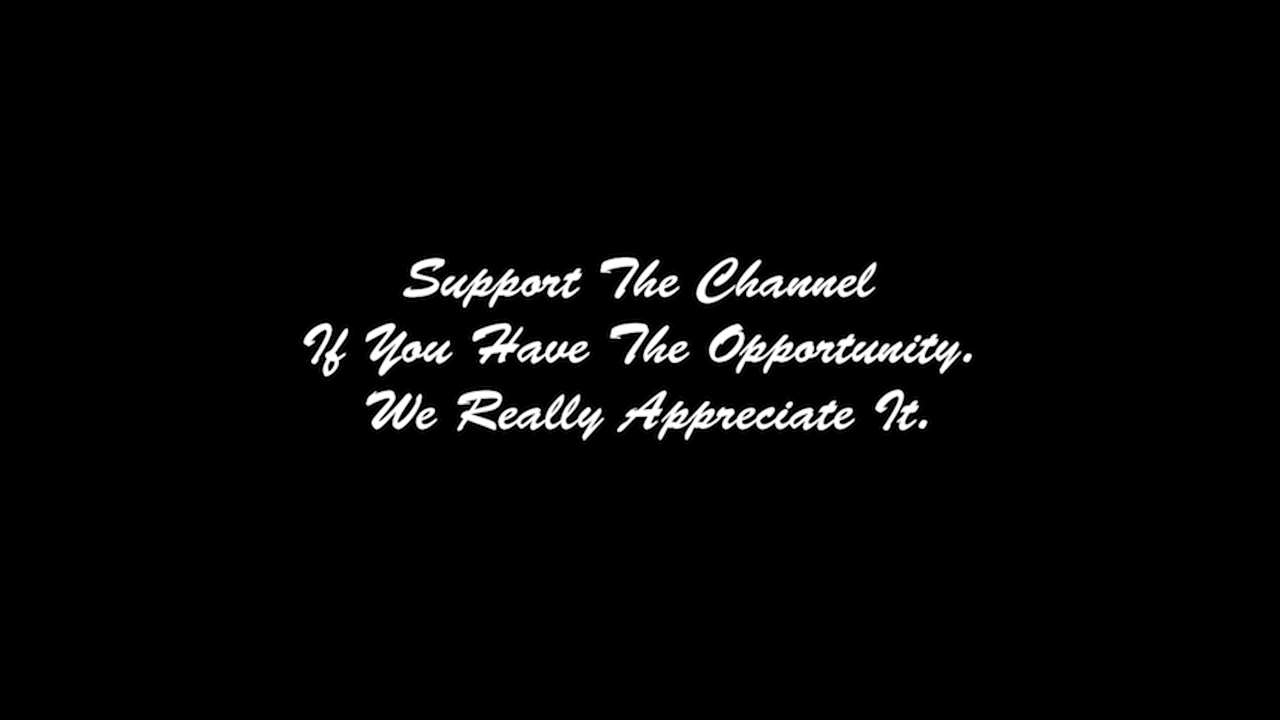 Support The Channel
If You Have The Opportunity.
We Really Appreciate It.